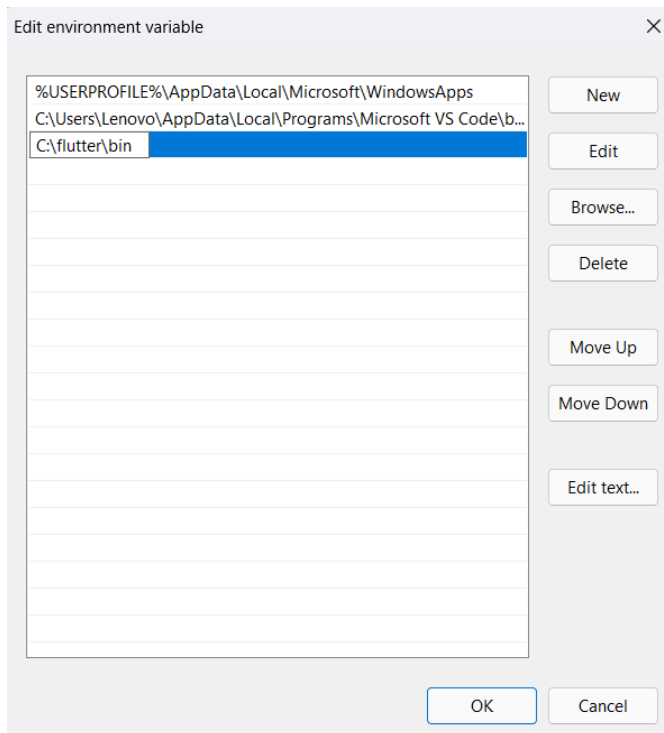 Edit environment variable
%USERPROFILE%\AppData\Local\Microsoft\WindowsApps
New
C:\Users\Lenovo\AppData\Local\Programs\Microsoft VS Code\b...
C:\flutter\bin
Edit
Browse...
Delete
Move Up
Move Down
Edit text...
OK
Cancel